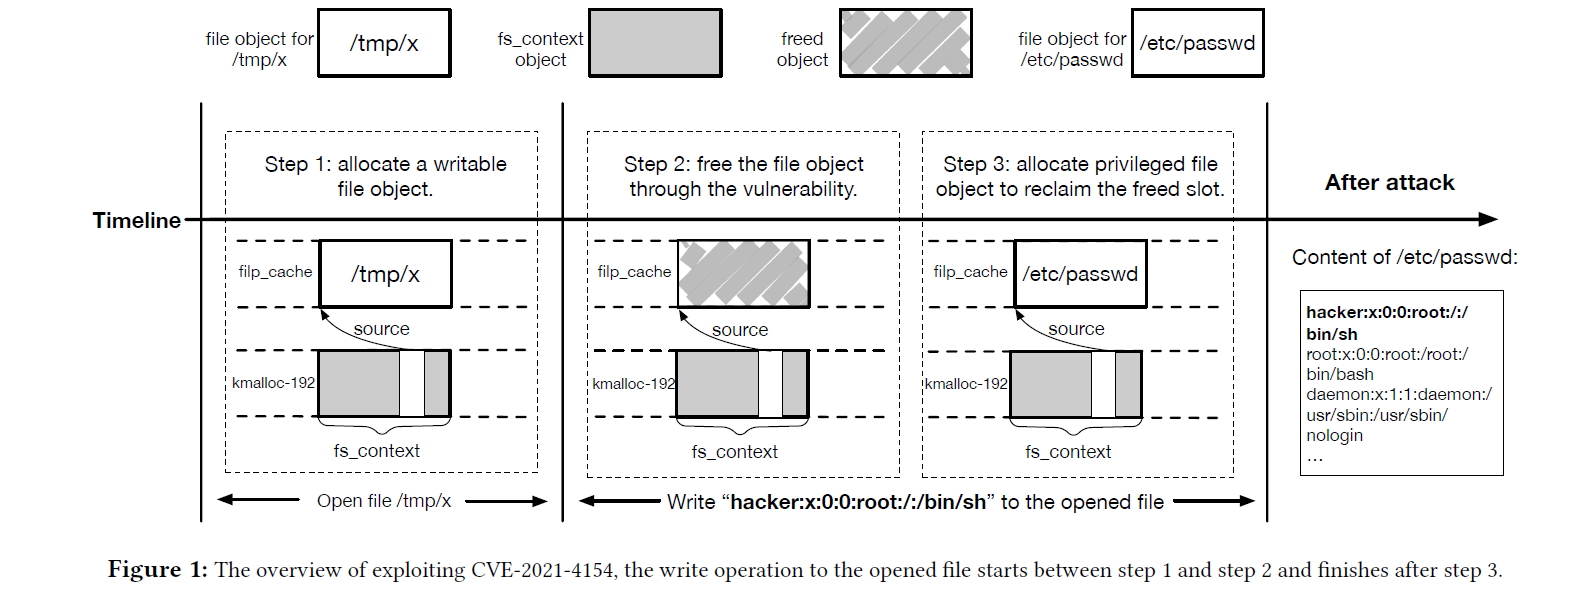 file object for
/tmp/x
/tmp/x
fs_context
object
freed
object
file object for
/etc/passwd
/etc/passwd
Step 1: allocate a writable
file object.
Step 2: free the file object
through the vulnerability.
Step 3: allocate privileged file
object to reclaim the freed slot.
After attack
Timeline
filp_cache
/tmp/x
source
kmalloc-192
fs_context
filp_cache
source
kmalloc-192
fs_context
filp_cache
/etc/passwd
source
kmalloc-192
fs_context
Content of /etc/passwd:
hacker:x:0:0:root:/:/
bin/sh
root:x:0:0:root:/root:/
bin/bash
daemon:x:1:1:daemon:/
usr/sbin:/usr/sbin/
nologin
...
Open file /tmp/x
Write “hacker:x:0:0:root:/:/bin/sh” to the opened file
Figure 1: The overview of exploiting CVE-2021-4154, the write operation to the opened file starts between step 1 and step 2 and finishes after step 3.